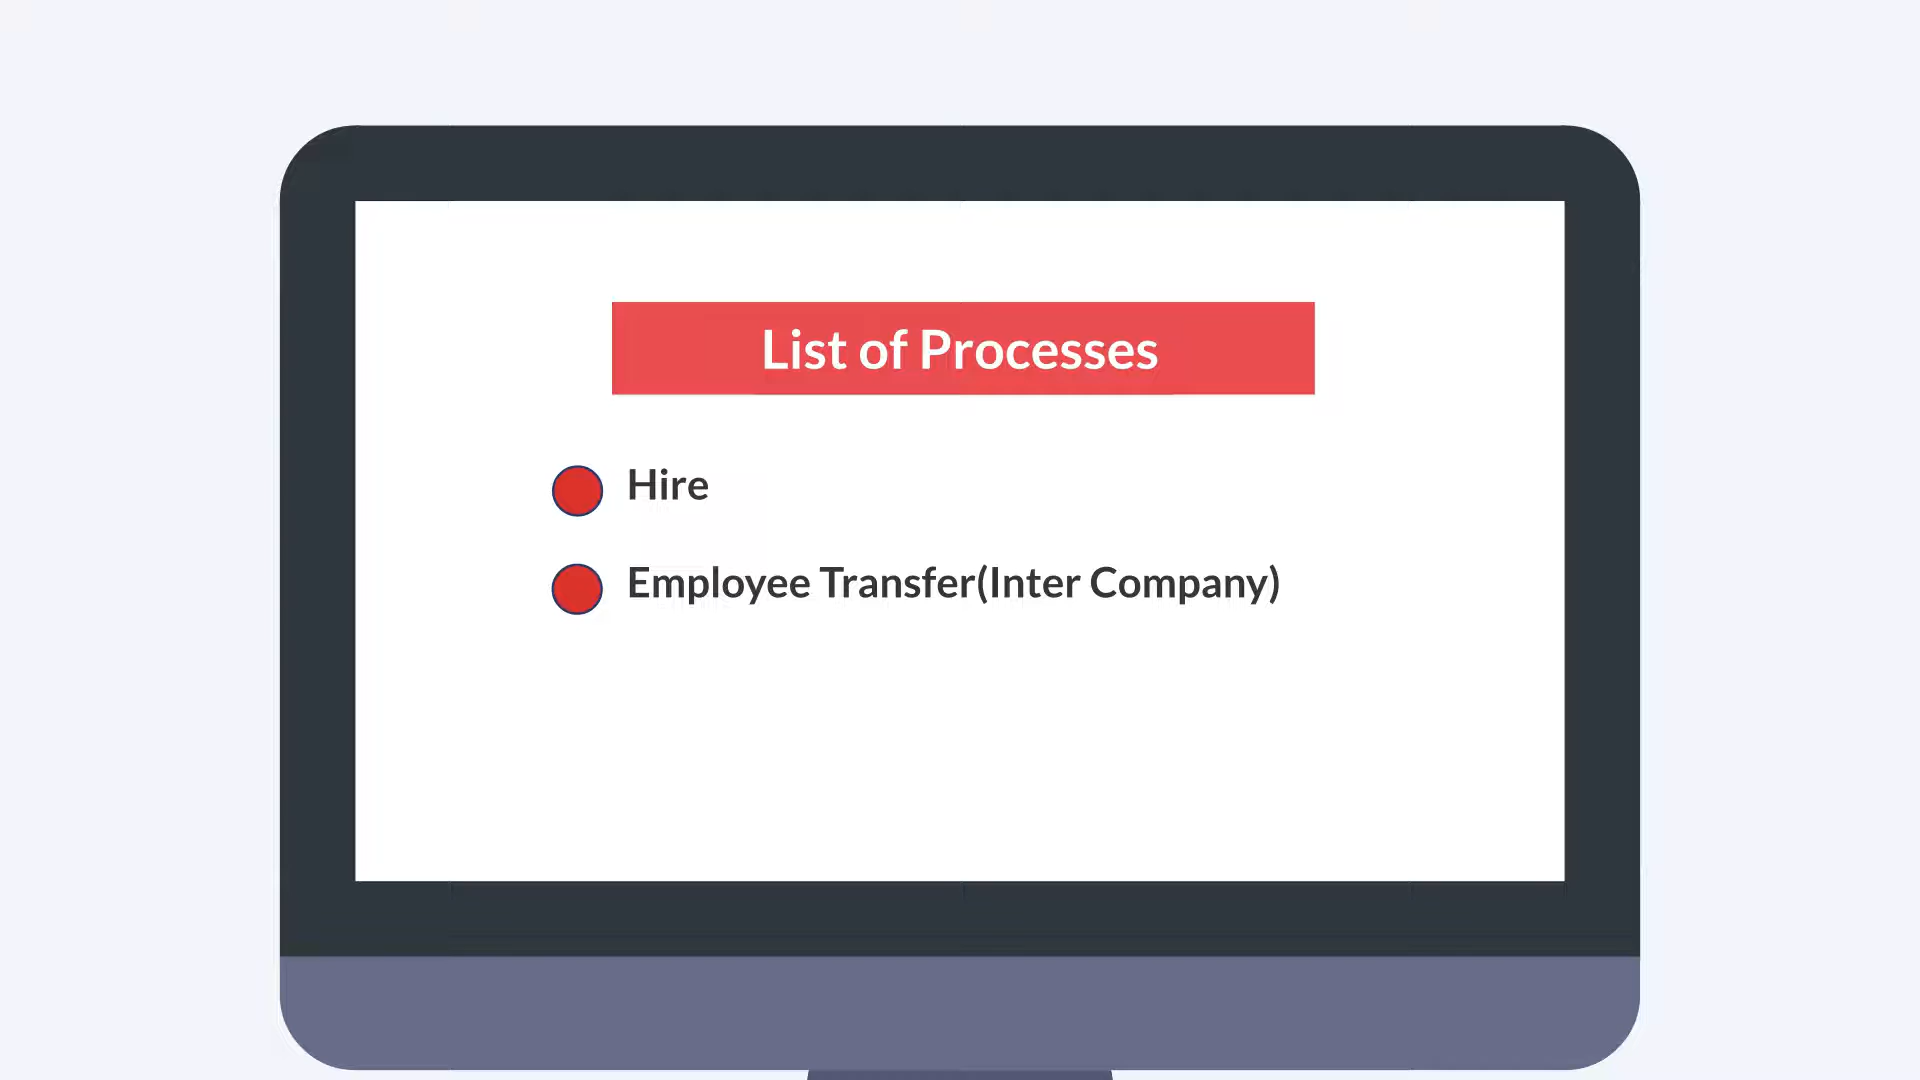 List of Processes
Hire
Employee Transfer(Inter Company)